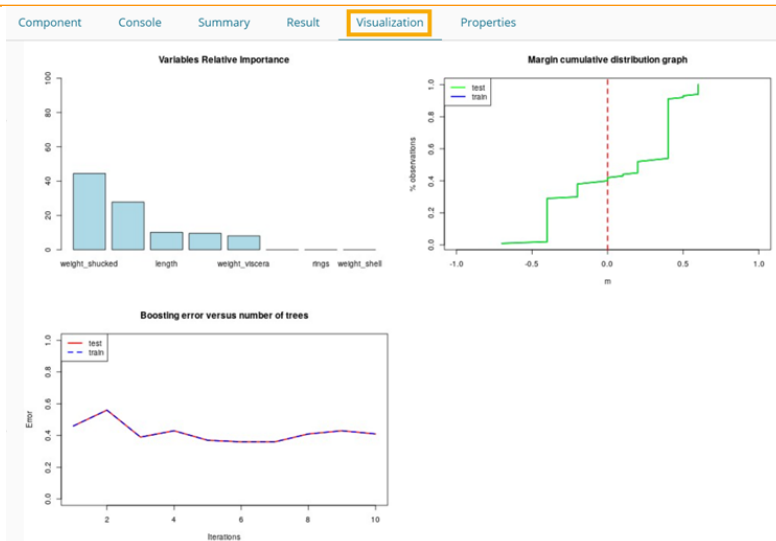 Component Console Summary Result Visualization Properties
Variables Relative Importance
100
80
60
40
20
0
weight_shucked length weight_viscera rings weight_shell
Margin cumulative distribution graph
test
train
% observations
1.0
0.8
0.6
0.4
0.2
0.0
-1.0 -0.5 0.0 0.5 1.0
m
Boosting error versus number of trees
test
train
Error
1.0
0.8
0.6
0.4
0.2
0.0
2 4 6 8 10
Iterations